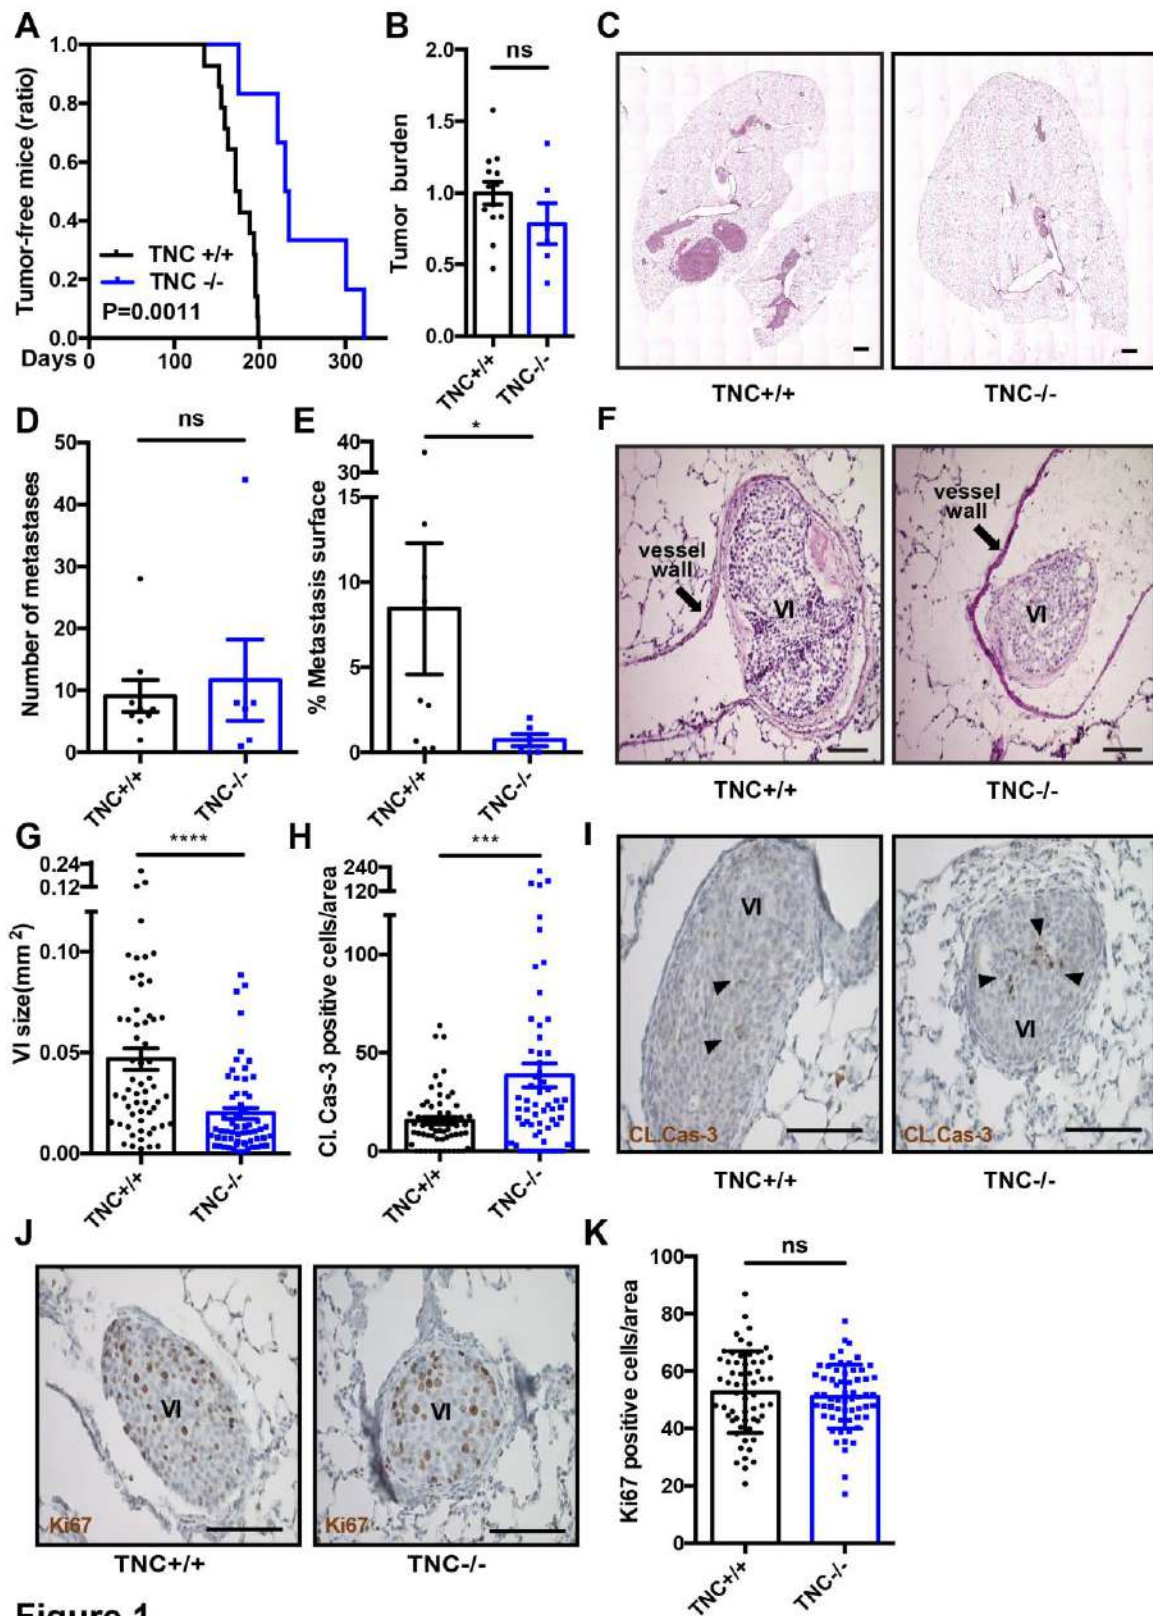 A
Tumor-free mice (ratio)
1.0
0.8
0.6
0.4
0.2
0.0
TNC +/+
TNC -/-
P=0.0011
Days 0 100 200 300
B
Tumor burden
2.0
1.5
1.0
0.5
0.0
ns
TNC+/+ TNC-/-
C
TNC+/+ TNC-/-
D
Number of metastases
50
40
30
20
10
0
ns
TNC+/+ TNC-/-
E
% Metastasis surface
40
30
15
10
5
0
*
TNC+/+ TNC-/-
F
vessel
wall
VI
vessel
wall
VI
TNC+/+ TNC-/-
G
VI size(mm²)
0.24
0.12
0.10
0.05
0.00
****
TNC+/+ TNC-/-
H
Cl. Cas-3 positive cells/area
240
120
100
50
0
***
TNC+/+ TNC-/-
I
VI
CL.Cas-3
VI
CL.Cas-3
TNC+/+ TNC-/-
J
VI
Ki67
VI
Ki67
TNC+/+ TNC-/-
K
Ki67 positive cells/area
100
80
60
40
20
0
ns
TNC+/+ TNC-/-
Figure 1